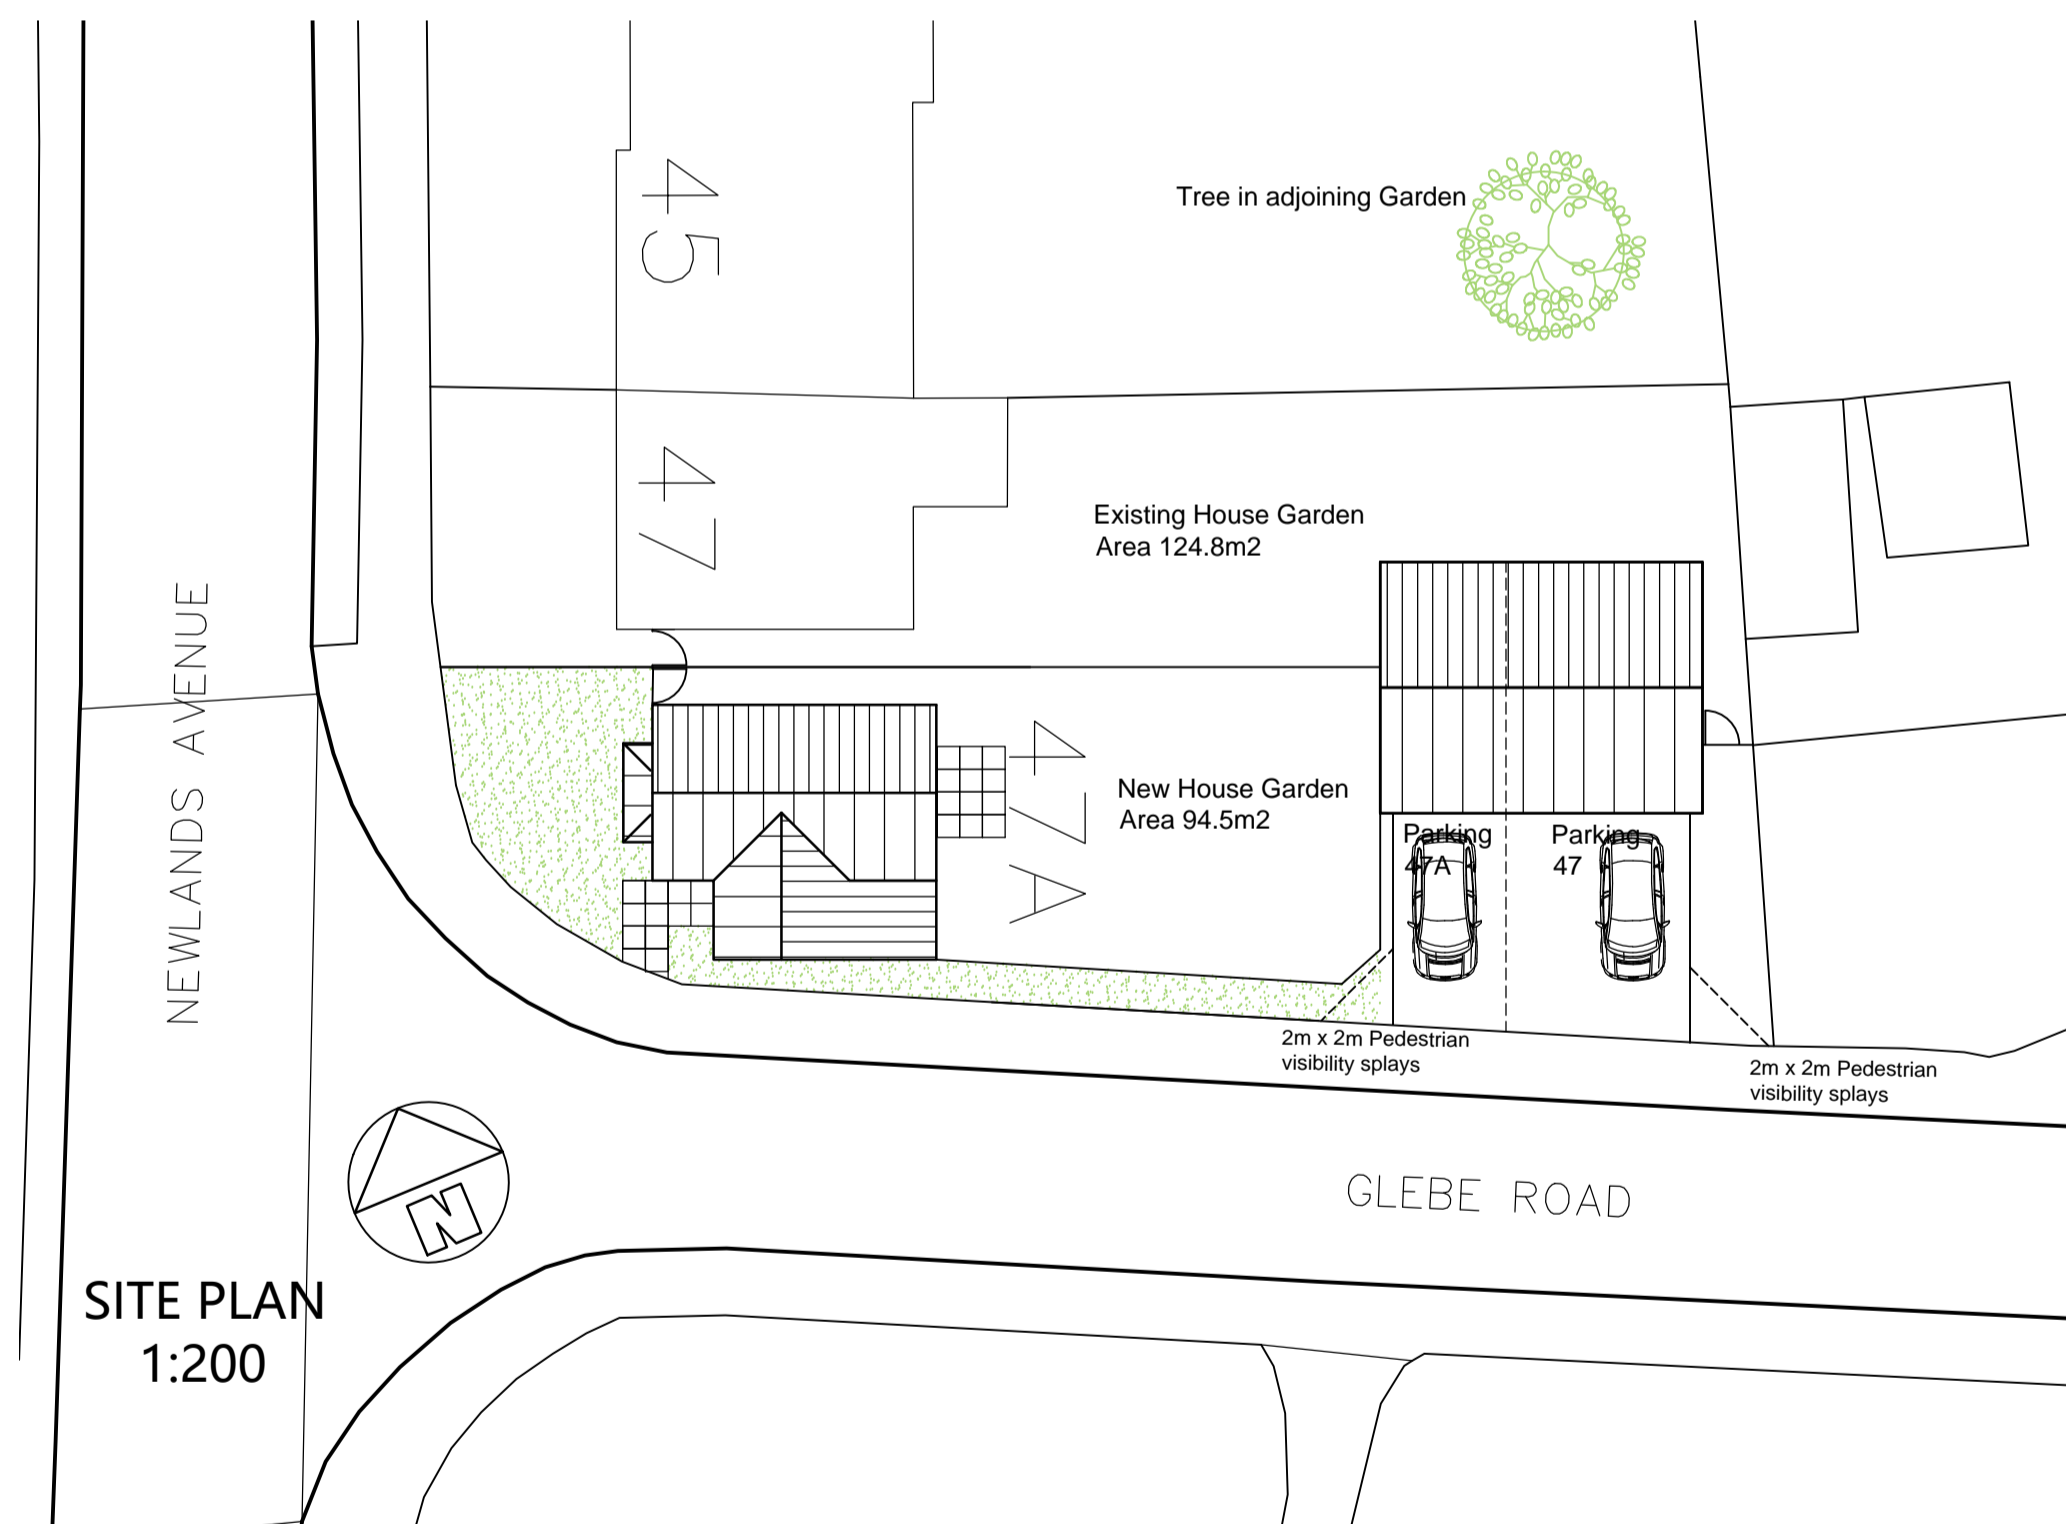 45
Tree in adjoining Garden
47
Existing House Garden
Area 124.8m2
NEWLANDS AVENUE
47A
New House Garden
Area 94.5m2
Parking
47A
Parking
47
2m x 2m Pedestrian
visibility splays
2m x 2m Pedestrian
visibility splays
N
GLEBE ROAD
SITE PLAN
1:200